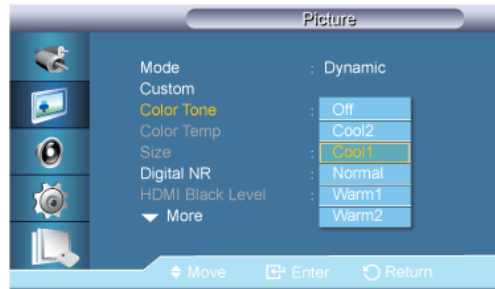 Picture
Mode : Dynamic
Custom
Color Tone : Off
Color Temp. Cool2
Size : Cool1
Digital NR : Normal
HDMI Black Level : Warm1
More Warm2
Move Enter Return